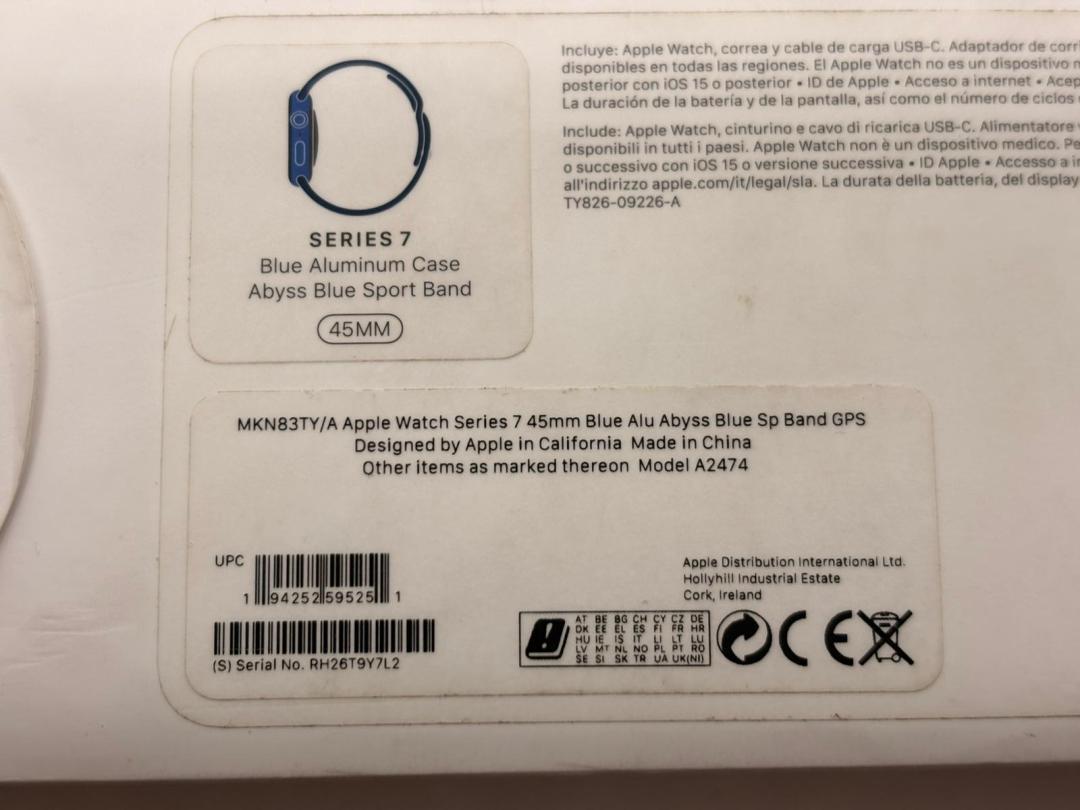 SERIES 7
Blue Aluminum Case
Abyss Blue Sport Band
45MM
Incluye: Apple Watch, correa y cable de carga USB-C. Adaptador de
disponibles en todas las regiones. El Apple Watch no es un dispositivo
posterior con iOS 15 o posterior • ID de Apple • Acceso a internet •
La duración de la batería y de la pantalla, así como el número de ciclos
Include: Apple Watch, cinturino e cavo di ricarica USB-C. Alimentatore
disponibili in tutti i paesi. Apple Watch non è un dispositivo medico.
o successivo con iOS 15 o versione successiva • ID Apple • Accesso a
all'indirizzo apple.com/it/legal/sla. La durata della batteria, del display
TY826-09226-A
MKN83TY/A Apple Watch Series 7 45mm Blue Alu Abyss Blue Sp Band GPS
Designed by Apple in California Made in China
Other items as marked thereon Model A2474
UPC
1 94252 59525 1
(S) Serial No. RH26T9Y7L2
Apple Distribution International Ltd.
Hollyhill Industrial Estate
Cork, Ireland
AT BE BG CH CY CZ DE
DK EE EL ES FI FR HR
HU IE IS IT LI LT LU
LV MT NL NO PL PT RO
SE SI SK TR UA UK(NI)
CE